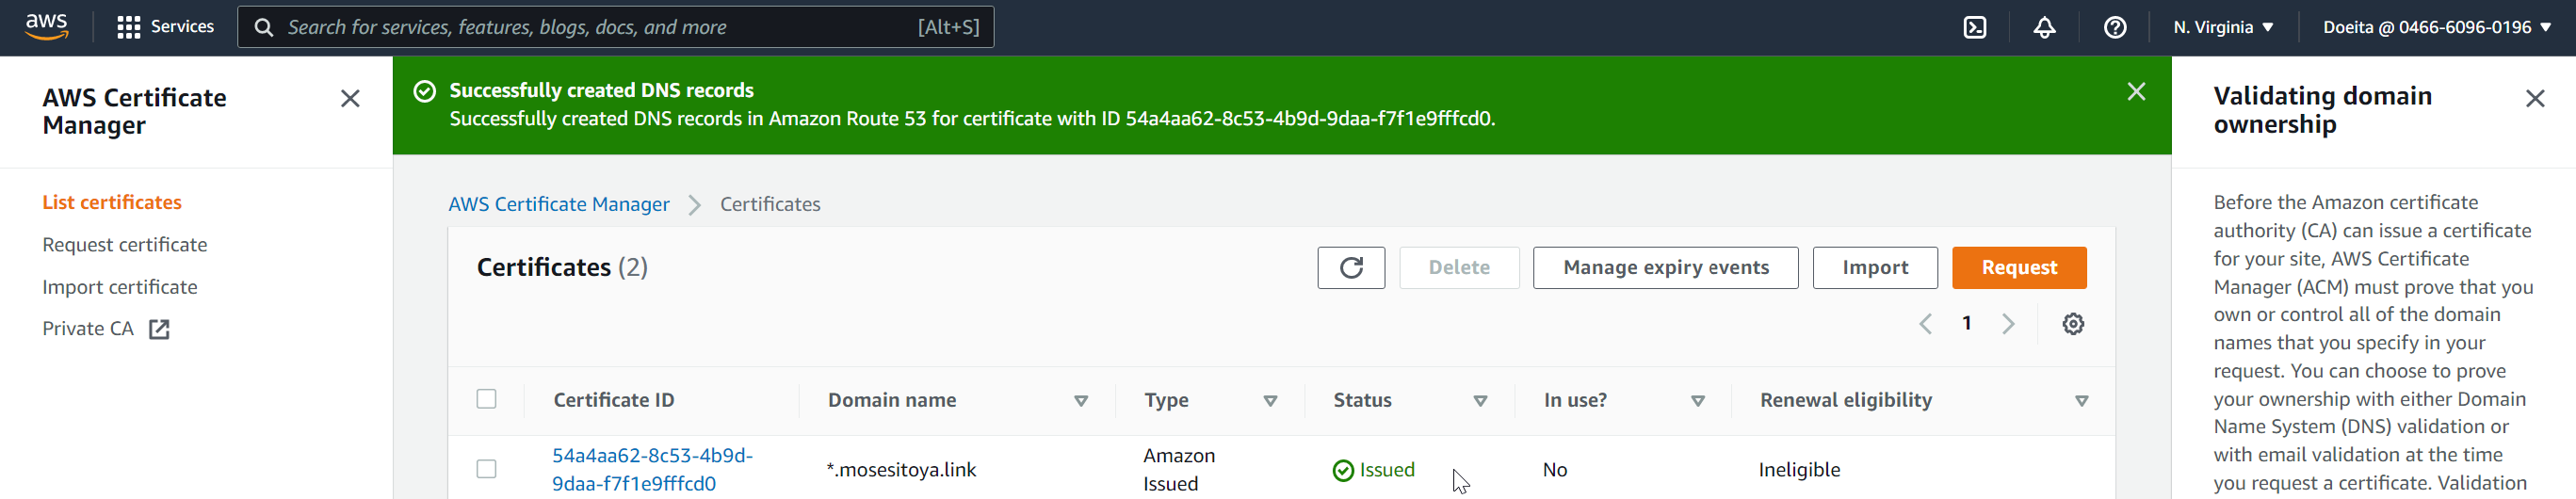 aws
Services
Search for services, features, blogs, docs, and more
[Alt+S]
N. Virginia
Doeita @ 0466-6096-0196
AWS Certificate
Manager
List certificates
Request certificate
Import certificate
Private CA
Successfully created DNS records
Successfully created DNS records in Amazon Route 53 for certificate with ID 54a4aa62-8c53-4b9d-9daa-f7f1e9fffcd0.
AWS Certificate Manager
Certificates
Certificates (2)
Delete
Manage expiry events
Import
Request
1
Certificate ID
Domain name
Type
Status
In use?
Renewal eligibility
54a4aa62-8c53-4b9d-
9daa-f7f1e9fffcd0
*.mosesitoya.link
Amazon
Issued
Issued
No
Ineligible
Validating domain
ownership
Before the Amazon certificate
authority (CA) can issue a certificate
for your site, AWS Certificate
Manager (ACM) must prove that you
own or control all of the domain
names that you specify in your
request. You can choose to prove
your ownership with either Domain
Name System (DNS) validation or
with email validation at the time
you request a certificate. Validation